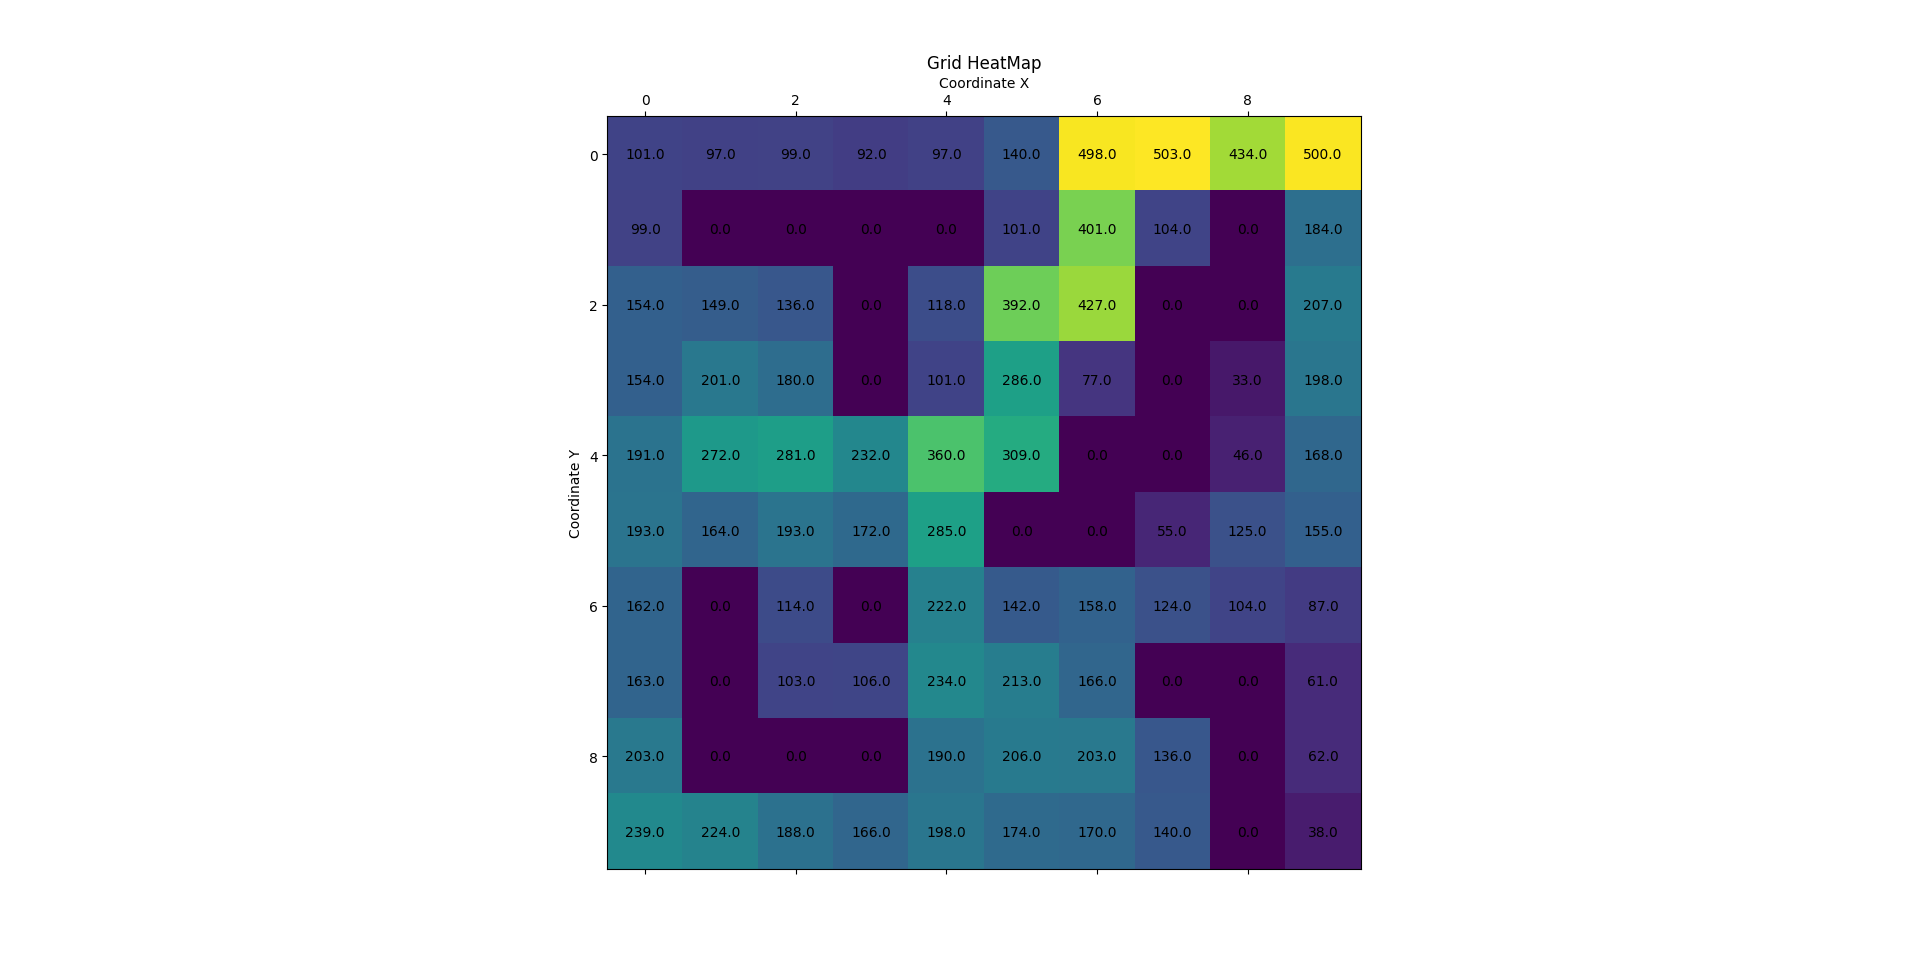 Grid HeatMap
Coordinate X
0 2 4 6 8
0 101.0 97.0 99.0 92.0 97.0 140.0 498.0 503.0 434.0 500.0
99.0 0.0 0.0 0.0 0.0 101.0 401.0 104.0 0.0 184.0
2 154.0 149.0 136.0 0.0 118.0 392.0 427.0 0.0 0.0 207.0
154.0 201.0 180.0 0.0 101.0 286.0 77.0 0.0 33.0 198.0
4 191.0 272.0 281.0 232.0 360.0 309.0 0.0 0.0 46.0 168.0
Coordinate Y
193.0 164.0 193.0 172.0 285.0 0.0 0.0 55.0 125.0 155.0
6 162.0 0.0 114.0 0.0 222.0 142.0 158.0 124.0 104.0 87.0
163.0 0.0 103.0 106.0 234.0 213.0 166.0 0.0 0.0 61.0
8 203.0 0.0 0.0 0.0 190.0 206.0 203.0 136.0 0.0 62.0
239.0 224.0 188.0 166.0 198.0 174.0 170.0 140.0 0.0 38.0